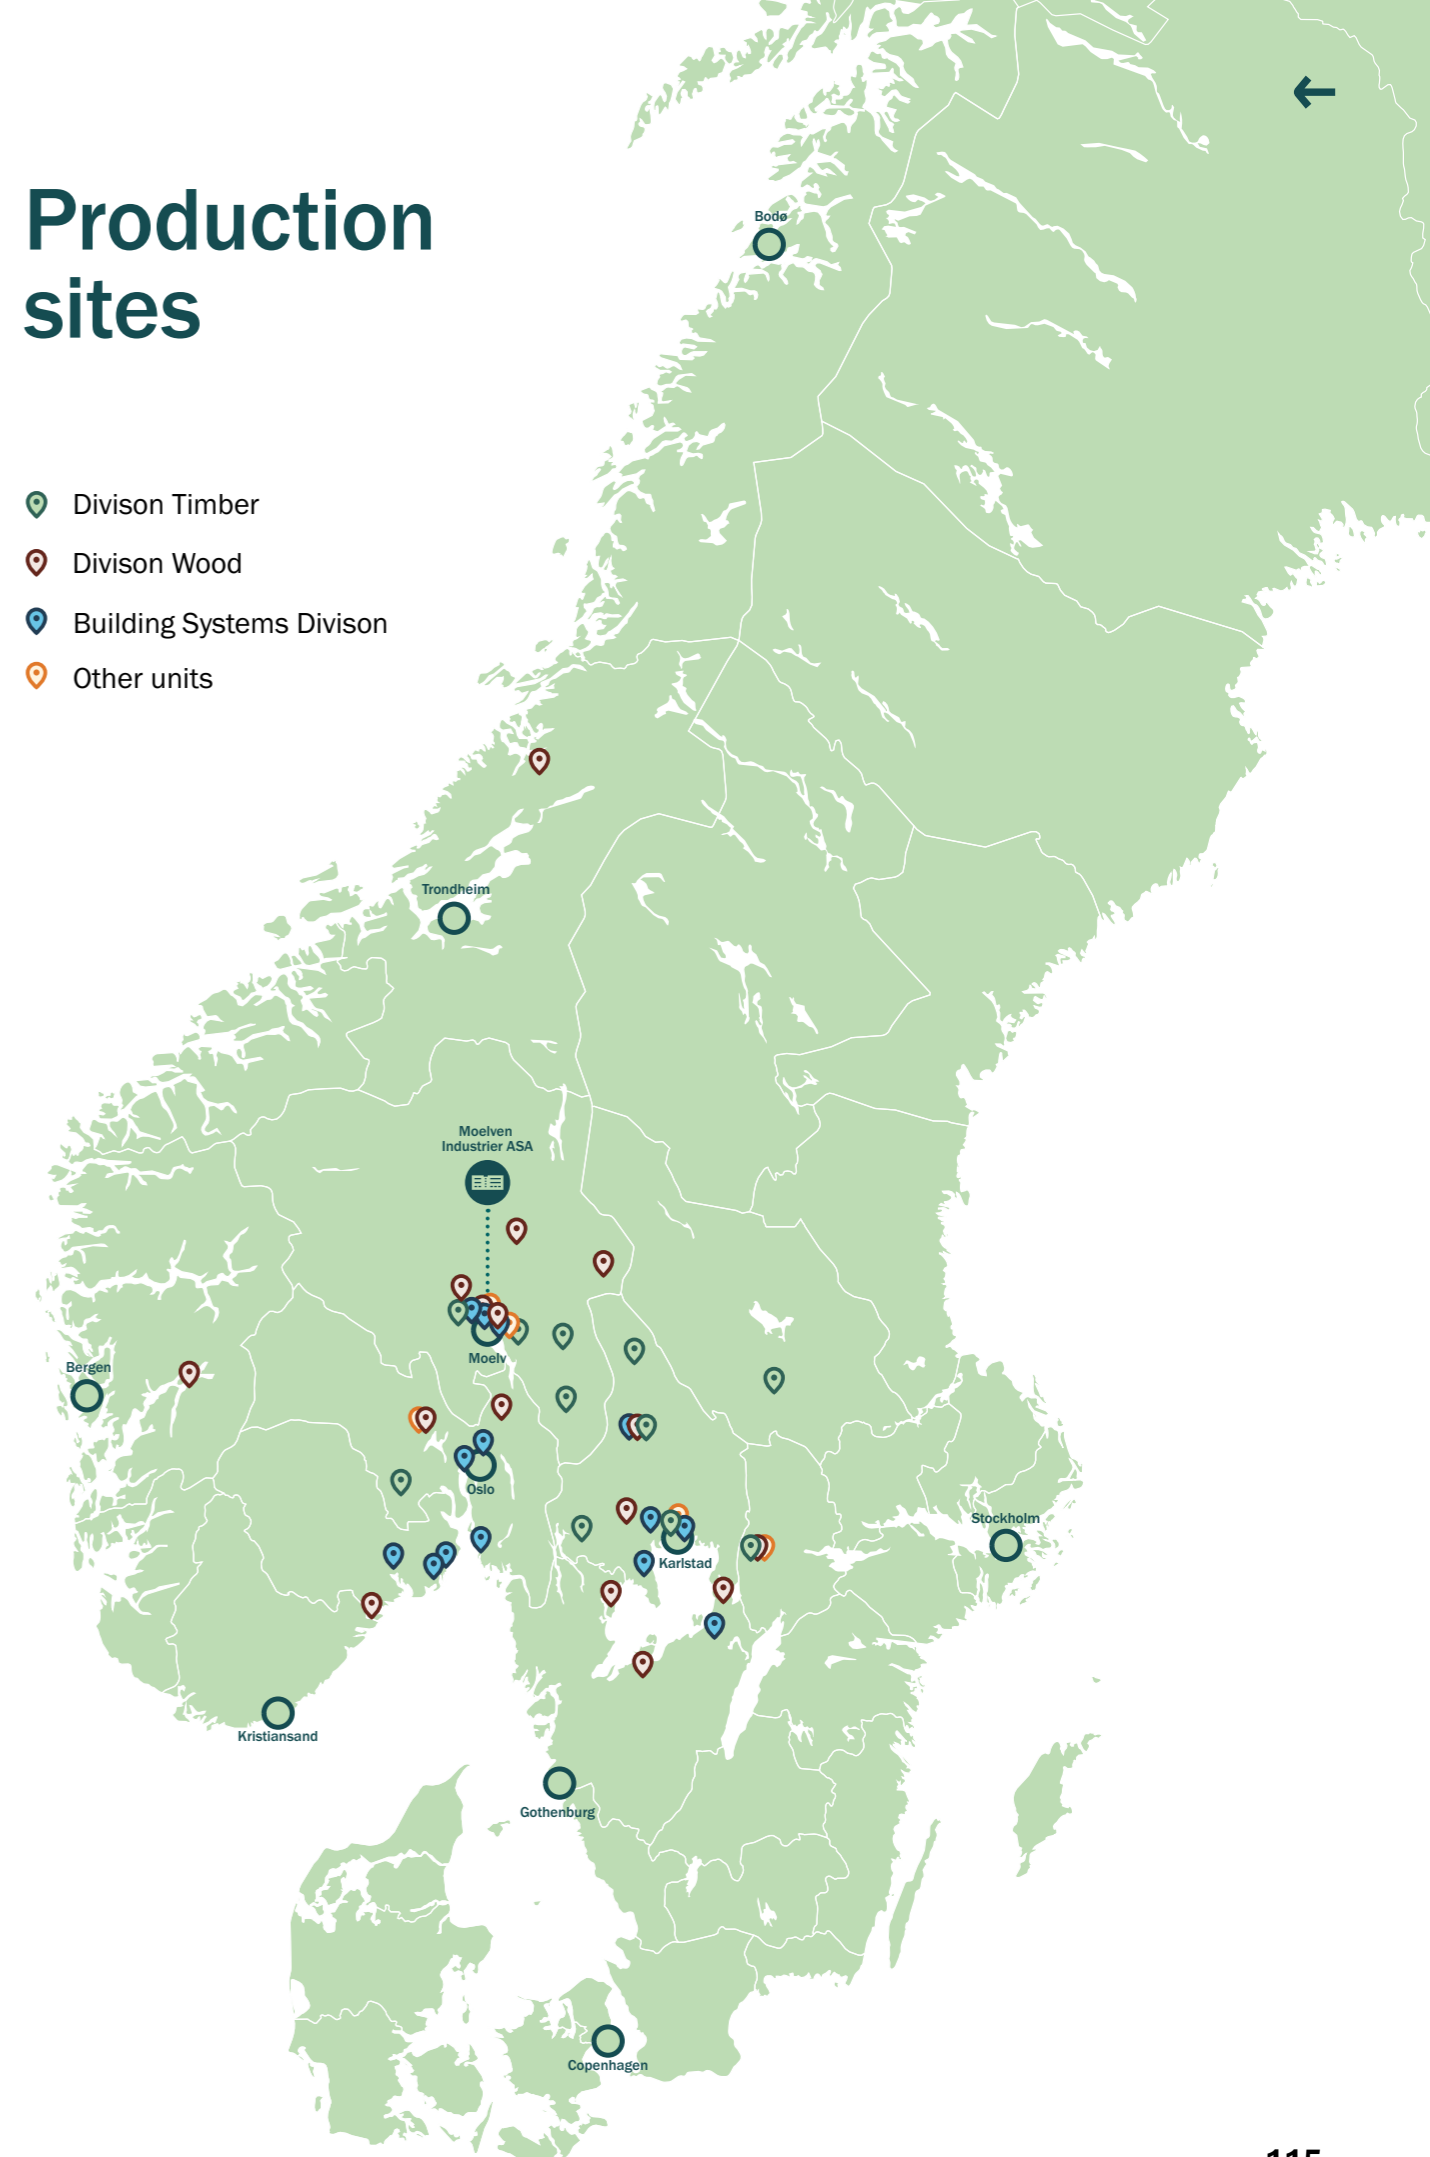 Production
sites
Divison Timber
Divison Wood
Building Systems Divison
Other units
Bodø
Trondheim
Moelven
Industrier ASA
Moelv
Bergen
Oslo
Stockholm
Karlstad
Kristiansand
Gothenburg
Copenhagen
115